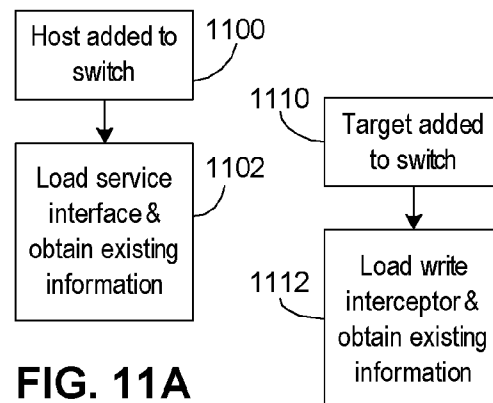 Host added to
switch
1100
Load service
interface &
obtain existing
information
1102
1110
Target added
to switch
1112
Load write
interceptor &
obtain existing
information
FIG. 11A